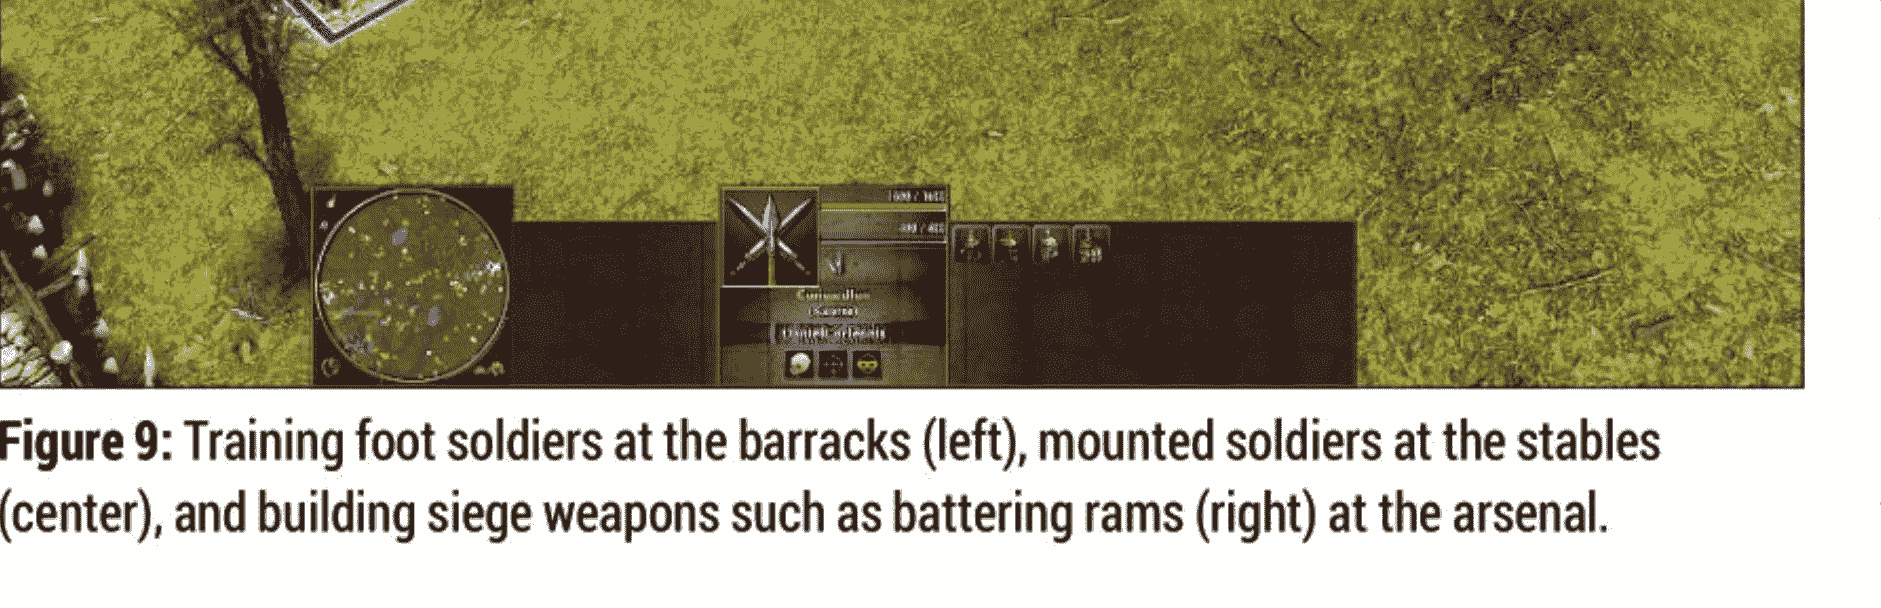 Figure 9: Training foot soldiers at the barracks (left), mounted soldiers at the stables
(center), and building siege weapons such as battering rams (right) at the arsenal.